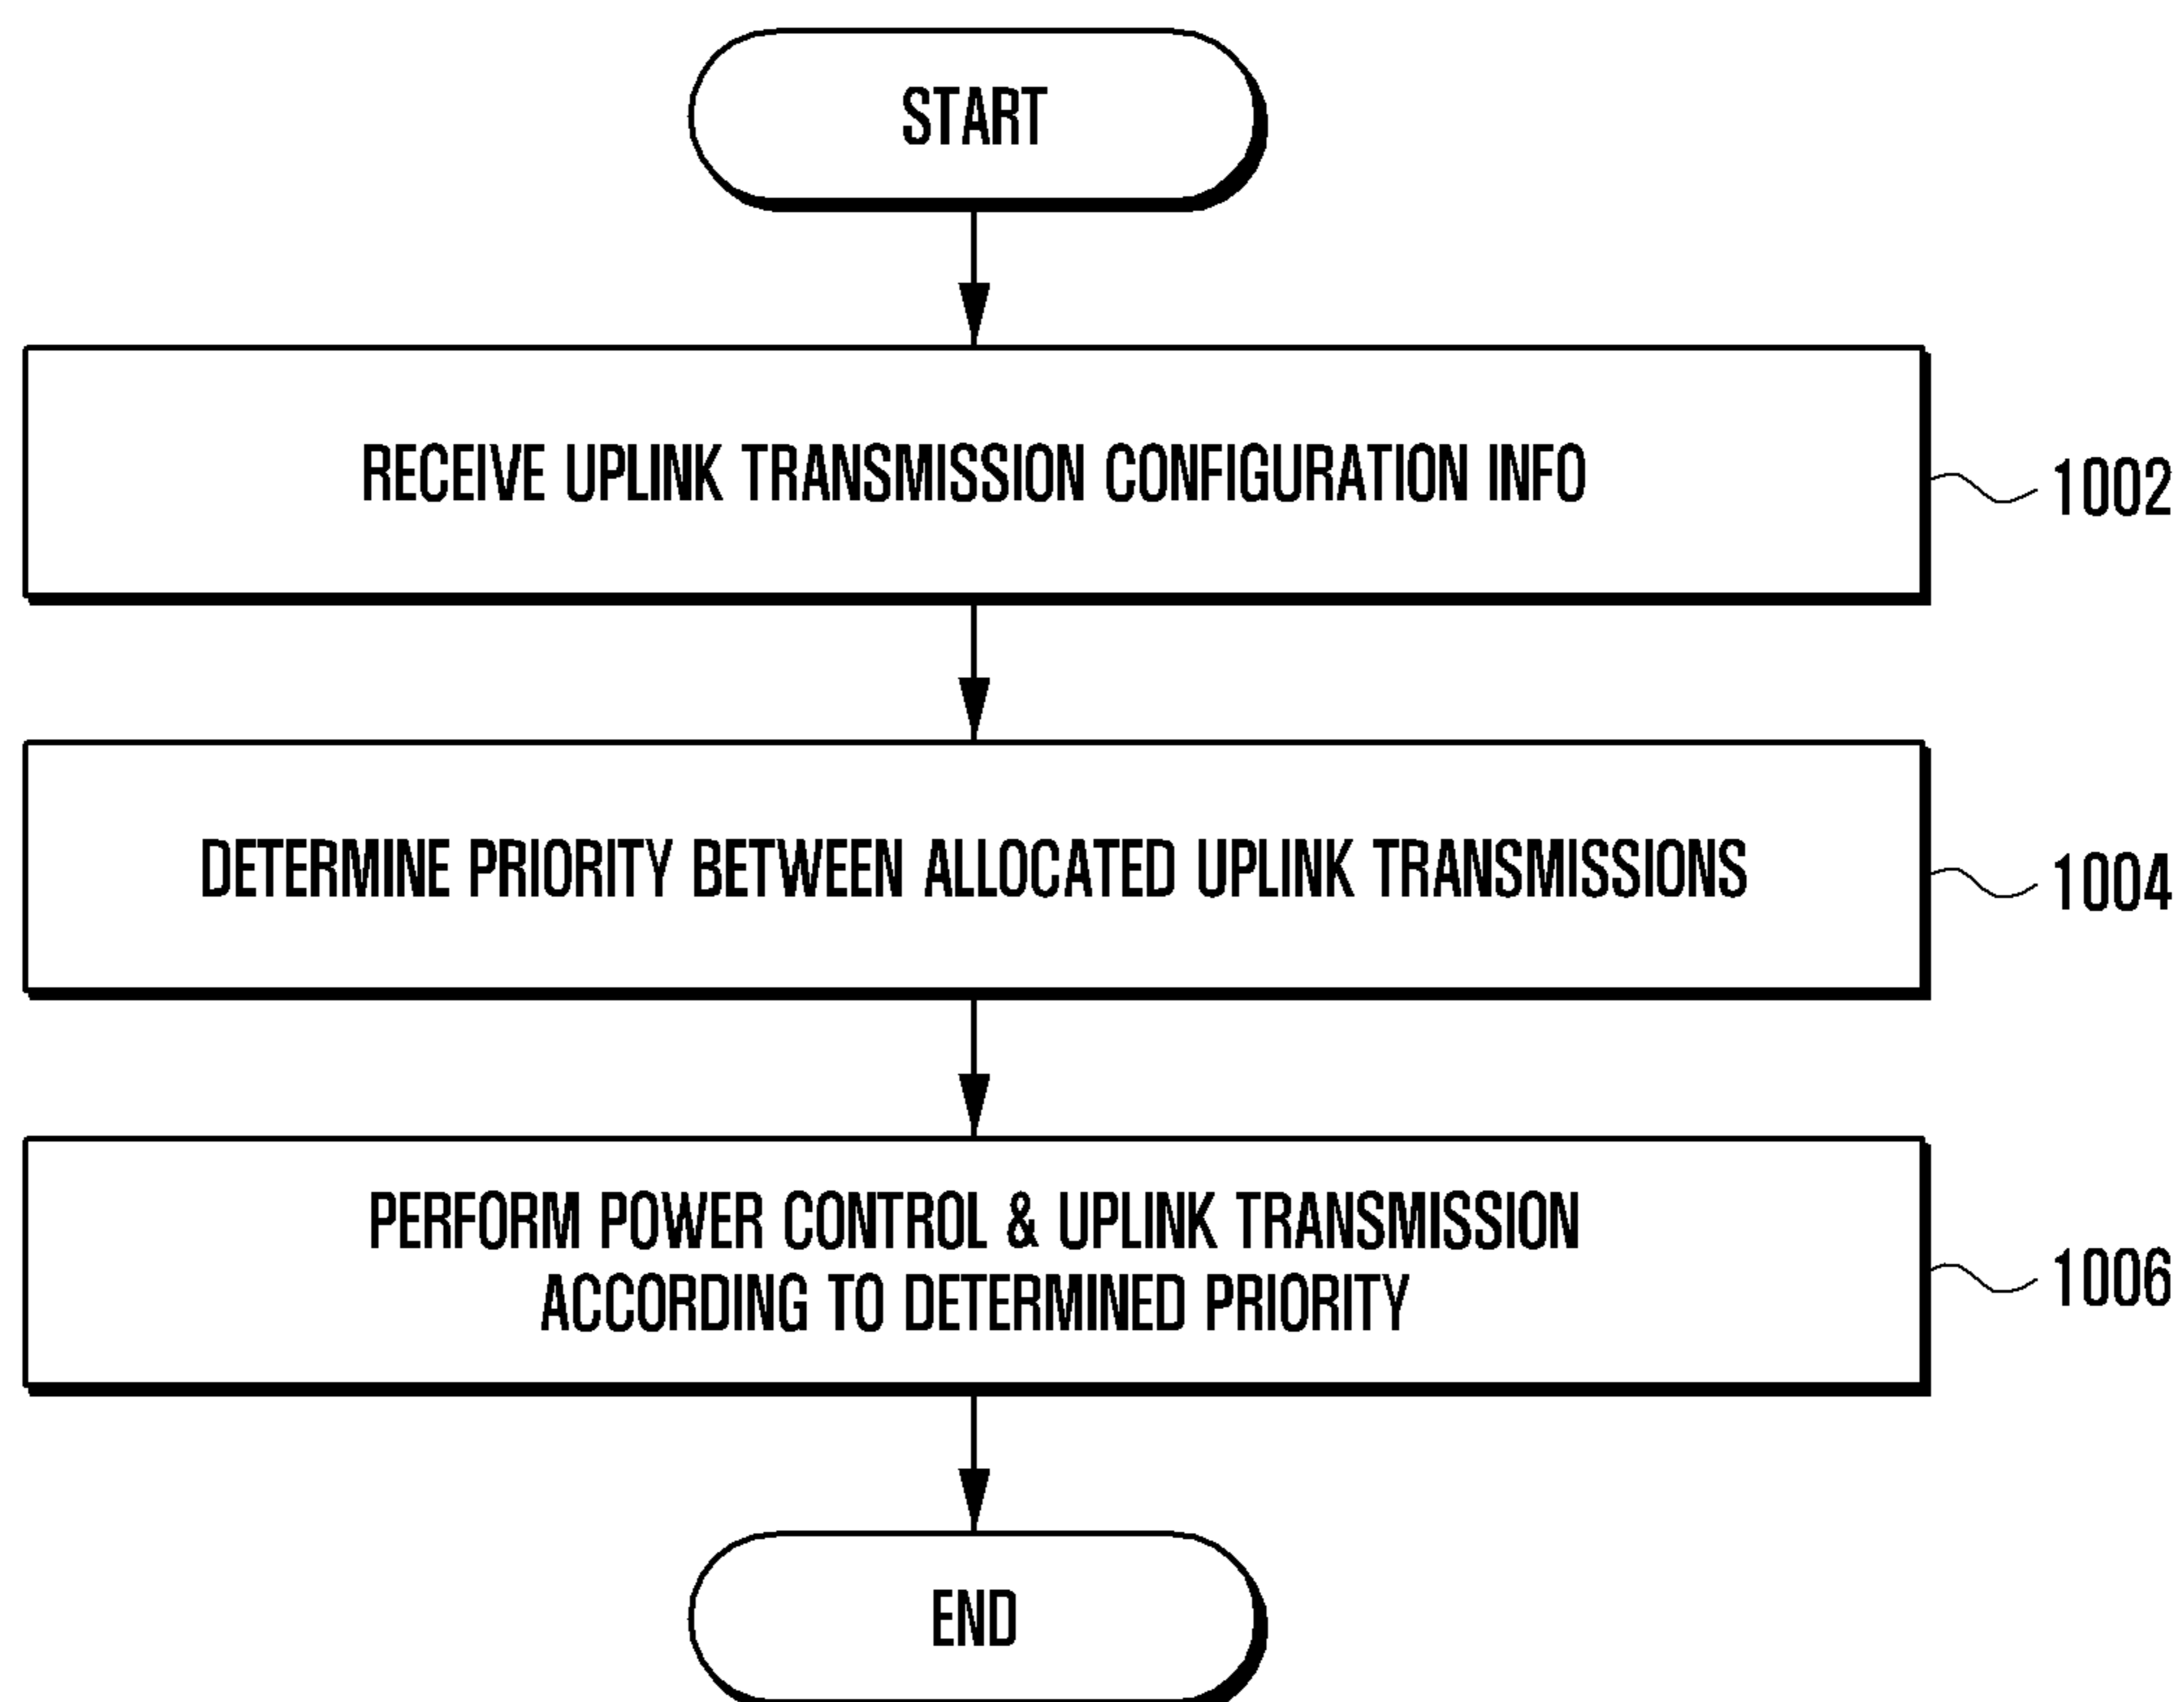 START
RECEIVE UPLINK TRANSMISSION CONFIGURATION INFO
1002
DETERMINE PRIORITY BETWEEN ALLOCATED UPLINK TRANSMISSIONS
1004
PERFORM POWER CONTROL & UPLINK TRANSMISSION
ACCORDING TO DETERMINED PRIORITY
1006
END